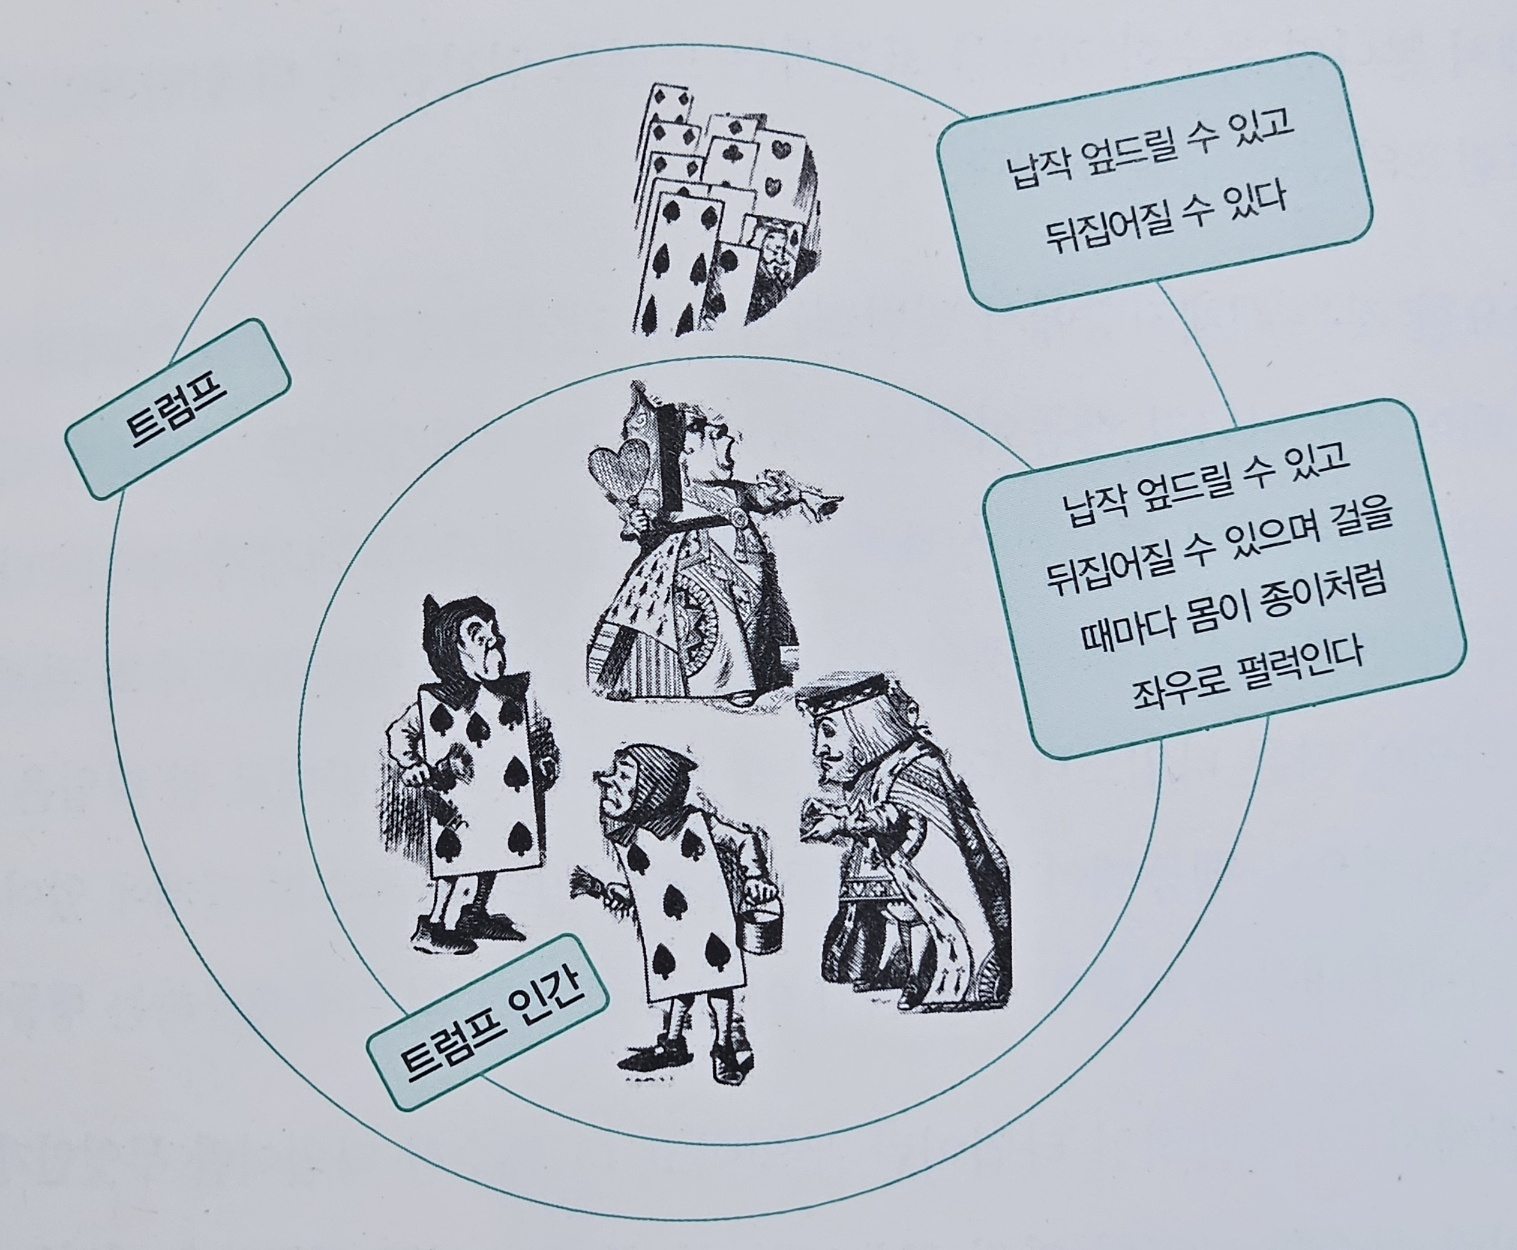 납작 엎드릴 수 있고
뒤집어질 수 있다
트럼프
납작 엎드릴 수 있고
뒤집어질 수 있으며 걸을
때마다 몸이 종이처럼
좌우로 펄럭인다
트럼프 인간